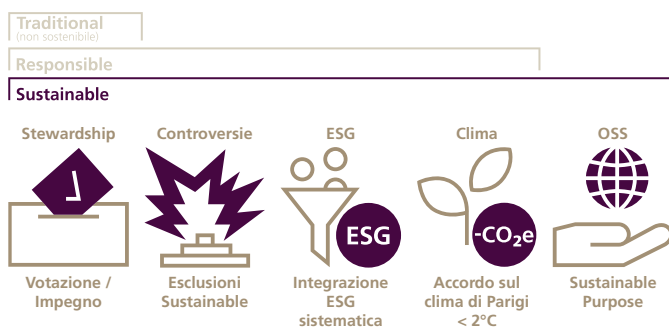 Traditional
(non sostenibile)
Responsible
Sustainable
Stewardship
Controversie
ESG
Clima
OSS
ESG
-CO₂e
Votazione /
Impegno
Esclusioni
Sustainable
Integrazione
ESG
sistematica
Accordo sul
clima di Parigi
< 2°C
Sustainable
Purpose